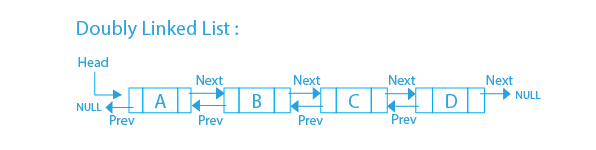 Doubly Linked List :
Head
Next Next Next Next
NULL A B C D NULL
Prev Prev Prev Prev